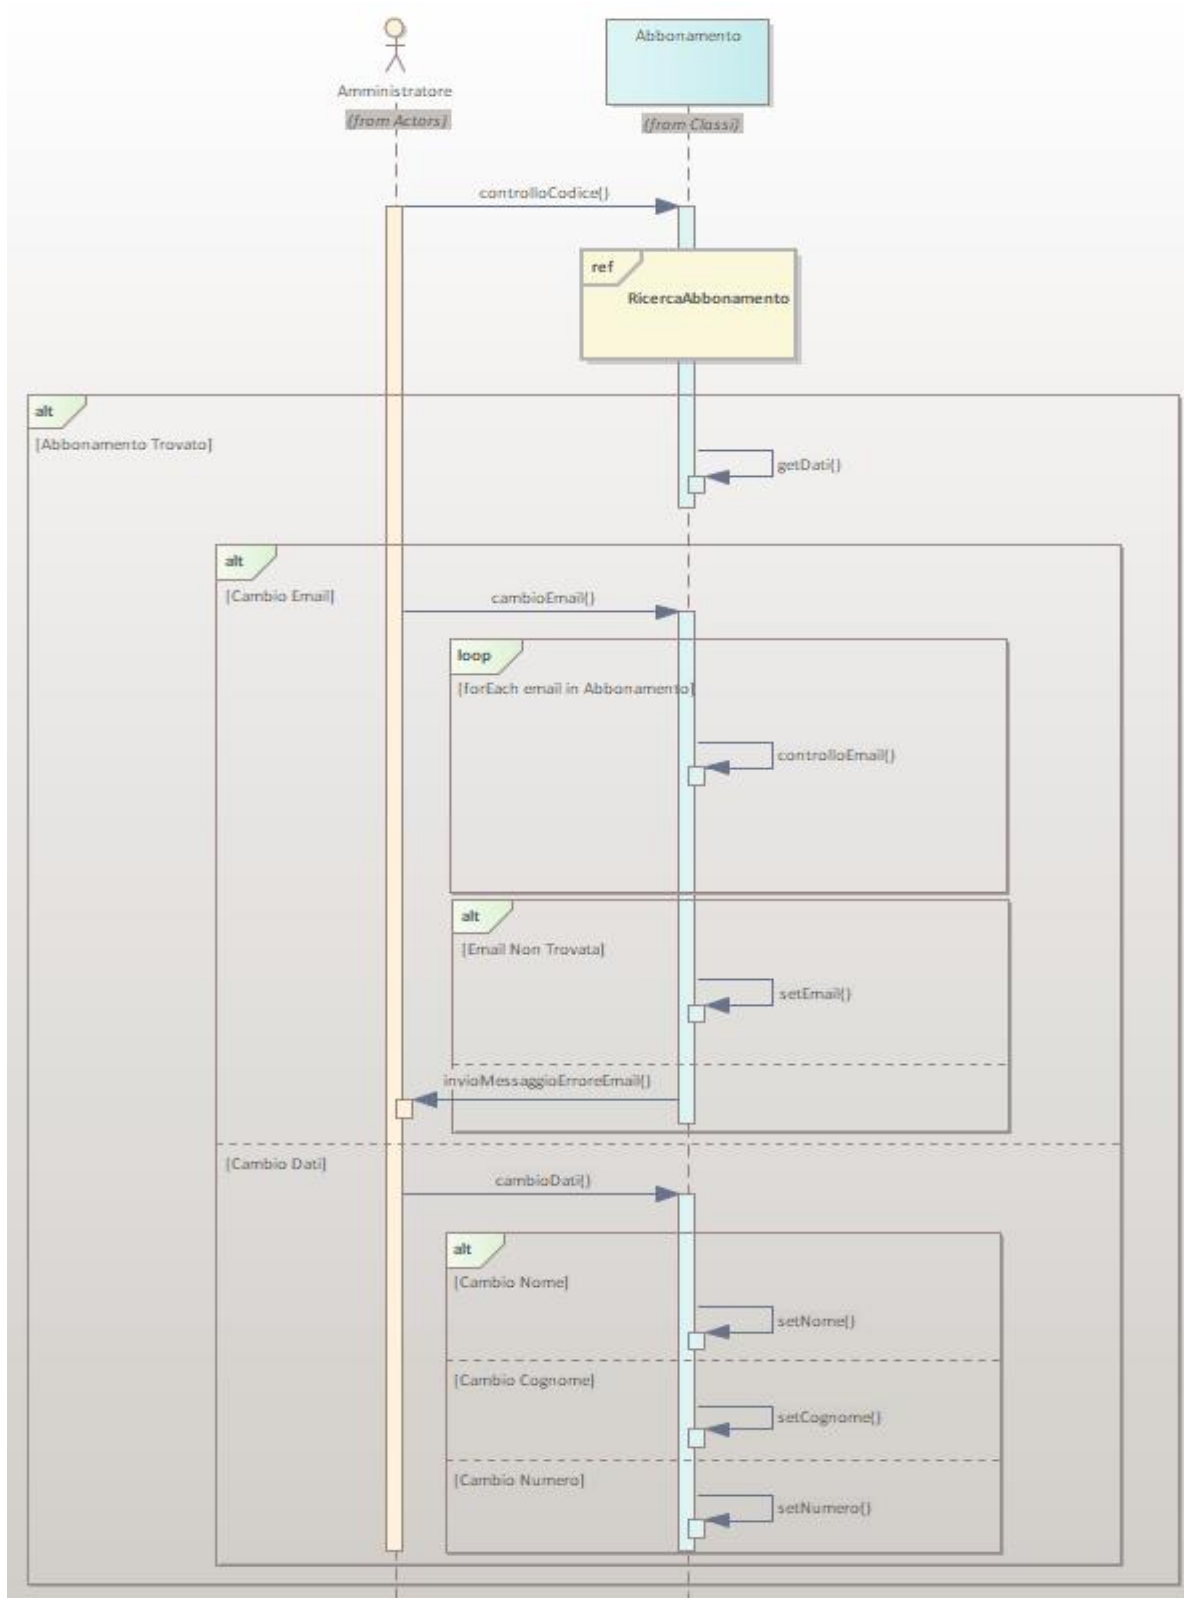 Amministratore
(from Actors)
Abbonamento
(from Classi)
controlloCodice()
ref
RicercaAbbonamento
alt
[Abbonamento Trovato]
getDati()
alt
[Cambio Email]
cambioEmail()
loop
[forEach email in Abbonamento]
controlloEmail()
alt
[Email Non Trovata]
setEmail()
invioMessaggioErroreEmail()
[Cambio Dati]
cambioDati()
alt
[Cambio Nome]
setNome()
[Cambio Cognome]
setCognome()
[Cambio Numero]
setNumero()